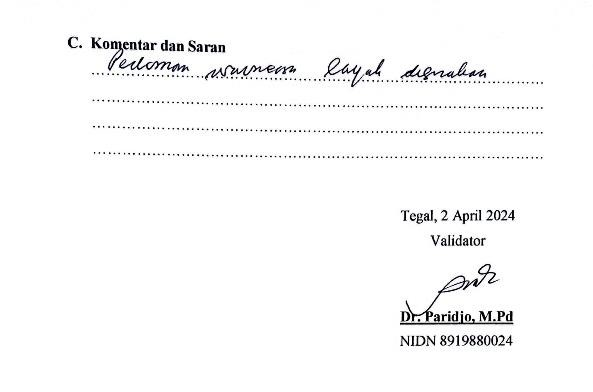 C. Komentar dan Saran
Pedoman wawancara layak digunakan
Tegal, 2 April 2024
Validator
Dr. Paridjo, M.Pd
NIDN 8919880024